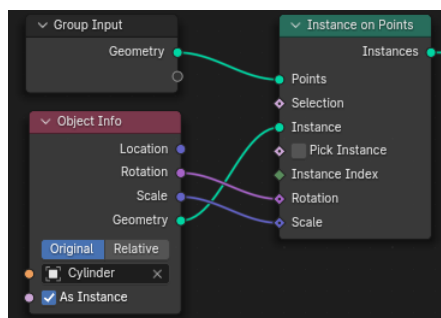 Group Input
Geometry
Object Info
Location
Rotation
Scale
Geometry
Original Relative
Cylinder
As Instance
Instance on Points
Instances
Points
Selection
Instance
Pick Instance
Instance Index
Rotation
Scale